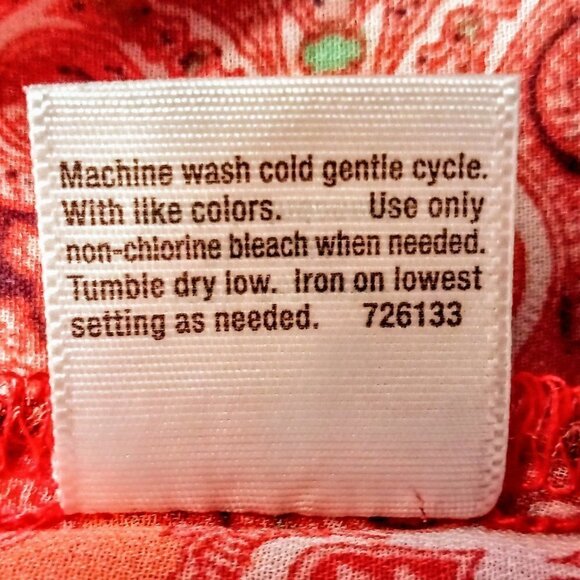 Machine wash cold gentle cycle.
With like colors. Use only
non-chlorine bleach when needed.
Tumble dry low. Iron on lowest
setting as needed. 726133